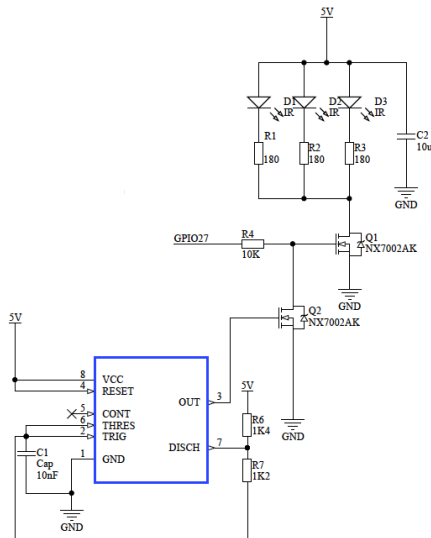 5V
D1
IR
D2
IR
D3
IR
R1
180
R2
180
R3
180
C2
10u
GND
GPIO27
R4
10K
Q1
NX7002AK
GND
Q2
NX7002AK
GND
5V
8
VCC
4
RESET
5
CONT
6
THRES
2
TRIG
1
GND
OUT
3
DISCH
7
C1
Cap
10nF
GND
5V
R6
1K4
R7
1K2